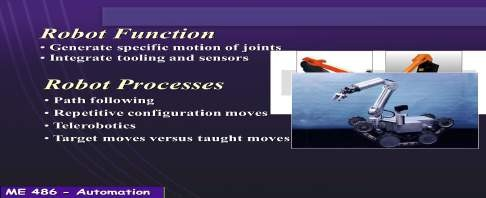 Robot Function
• Generate specific motion of joints
• Integrate tooling and sensors
Robot Processes
• Path following
• Repetitive configuration moves
• Telerobotics
• Target moves versus taught moves
ME 486 - Automation